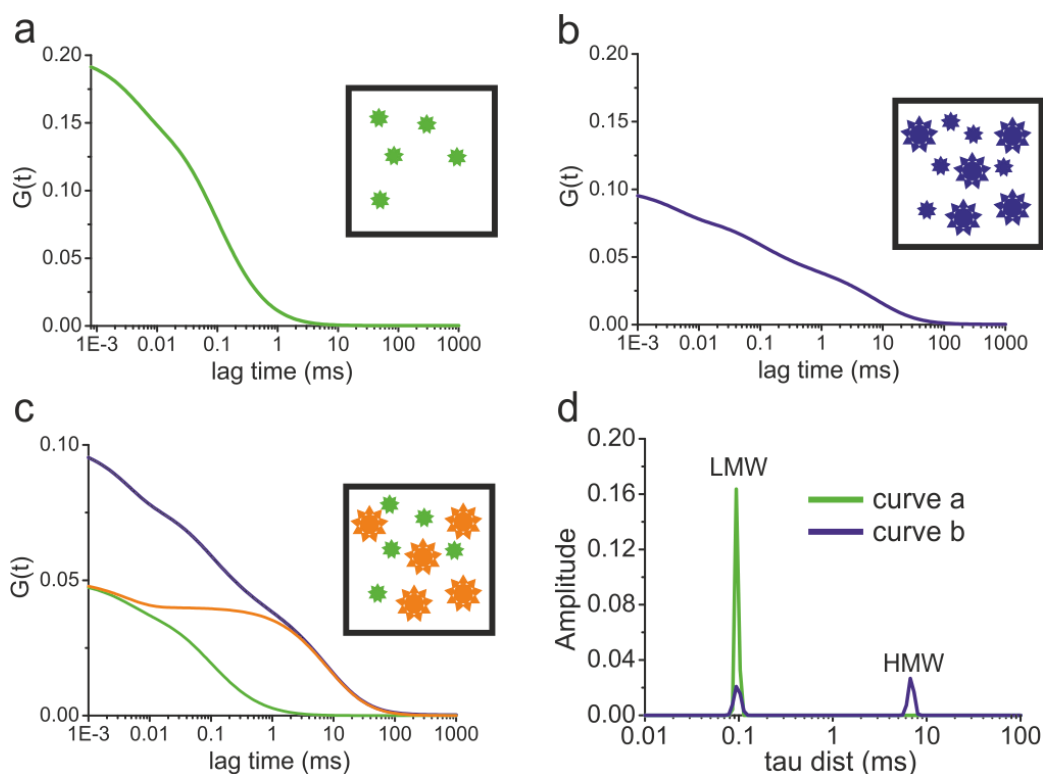 a
0.20
0.15
0.10
0.05
0.00
G(t)
1E-3 0.01 0.1 1 10 100 1000
lag time (ms)
b
0.20
0.15
0.10
0.05
0.00
G(t)
1E-3 0.01 0.1 1 10 100 1000
lag time (ms)
c
0.10
0.05
0.00
G(t)
1E-3 0.01 0.1 1 10 100 1000
lag time (ms)
d
0.20
0.16
0.12
0.08
0.04
0.00
Amplitude
LMW
curve a
curve b
HMW
0.01 0.1 1 10 100
tau dist (ms)